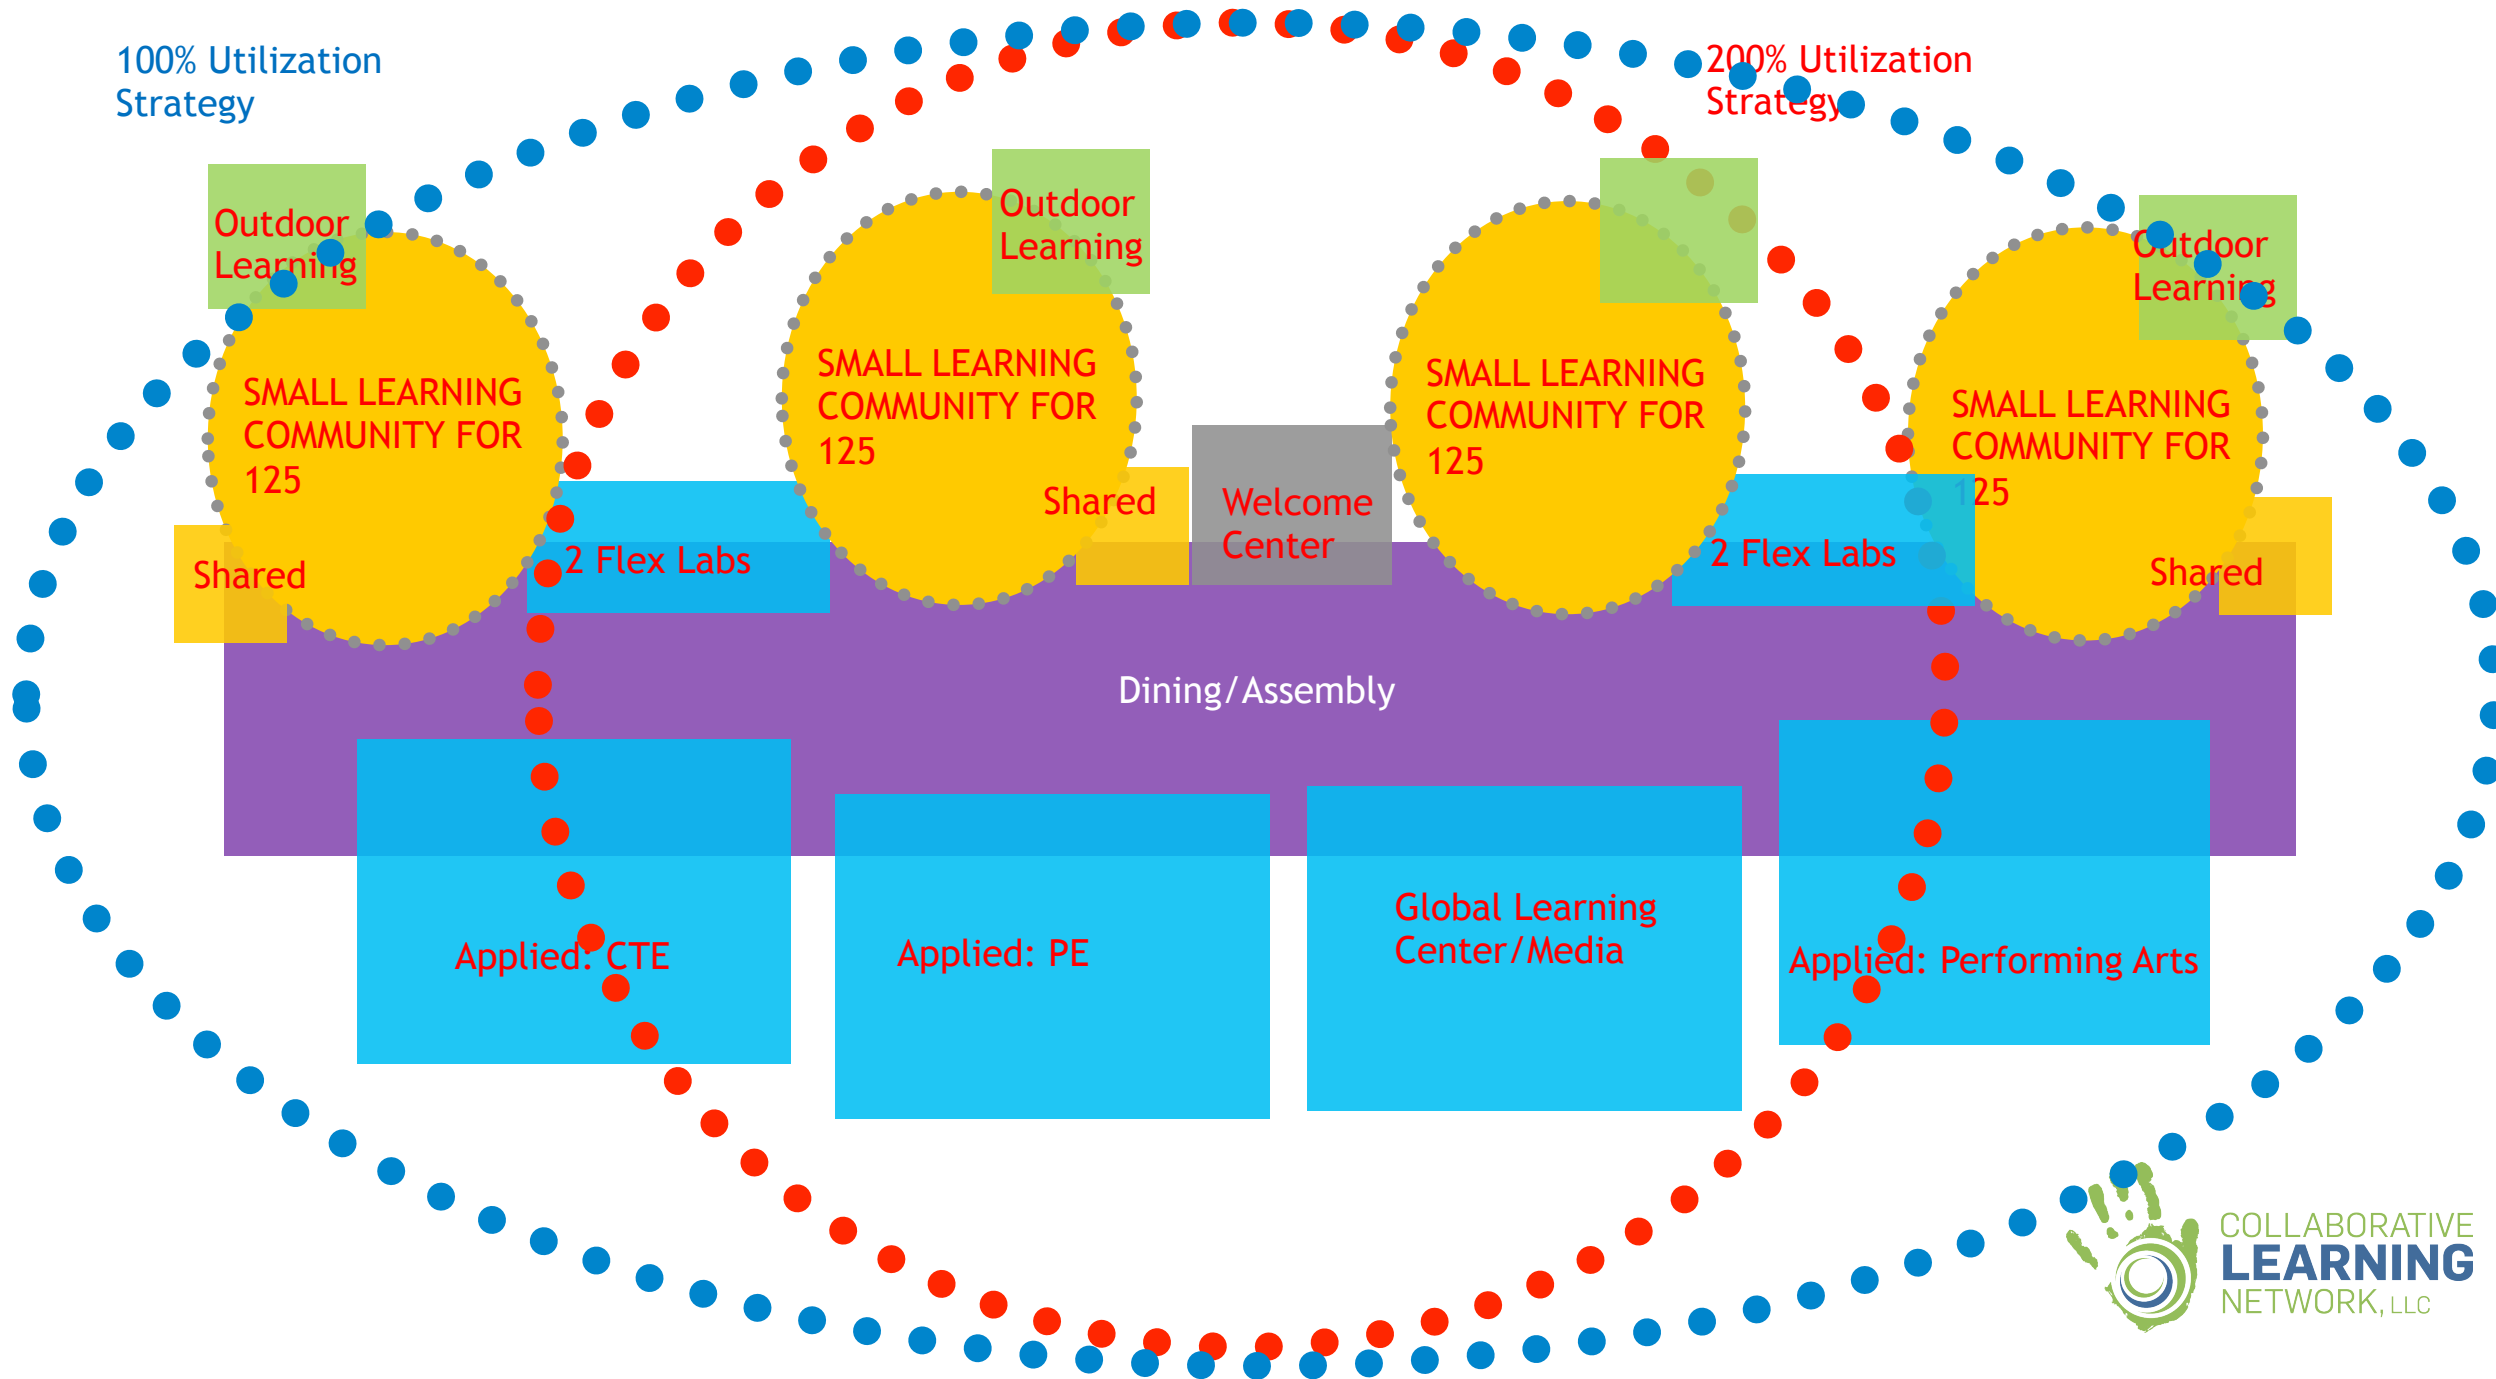 100% Utilization
Strategy
200% Utilization
Strategy
Outdoor
Learning
Outdoor
Learning
Outdoor
Learning
SMALL LEARNING
COMMUNITY FOR
125
SMALL LEARNING
COMMUNITY FOR
125
SMALL LEARNING
COMMUNITY FOR
125
SMALL LEARNING
COMMUNITY FOR
125
Shared
2 Flex Labs
Shared
Welcome
Center
2 Flex Labs
Shared
Dining/Assembly
Applied: CTE
Applied: PE
Global Learning
Center/Media
Applied: Performing Arts
COLLABORATIVE
LEARNING
NETWORK, LLC